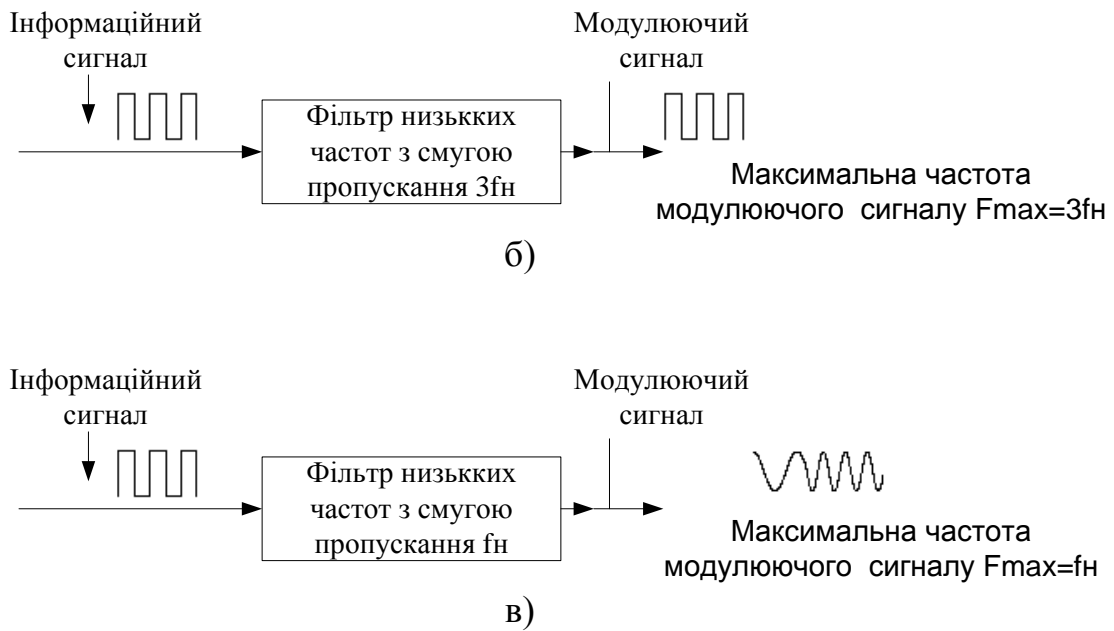 Інформаційний
сигнал
Модулюючий
сигнал
Фільтр низькких
частот з смугою
пропускання 3fн
Максимальна частота
модулюючого сигналу Fmax=3fн
б)
Інформаційний
сигнал
Модулюючий
сигнал
Фільтр низькких
частот з смугою
пропускання fн
Максимальна частота
модулюючого сигналу Fmax=fн
в)